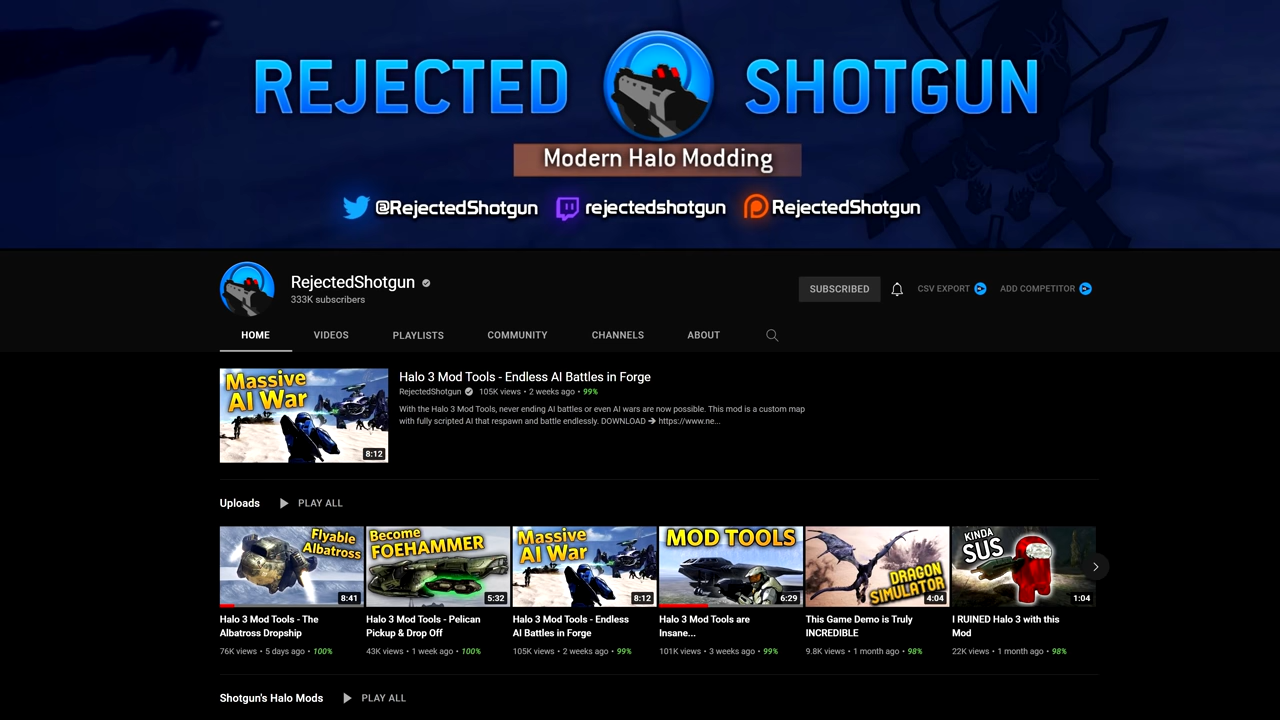 REJECTED SHOTGUN
Modern Halo Modding
@RejectedShotgun rejectedshotgun RejectedShotgun
RejectedShotgun
333K subscribers
SUBSCRIBED CSV EXPORT ADD COMPETITOR
HOME VIDEOS PLAYLISTS COMMUNITY CHANNELS ABOUT
Massive
AI War
8:12
Halo 3 Mod Tools - Endless AI Battles in Forge
RejectedShotgun 105K views • 2 weeks ago • 99%
With the Halo 3 Mod Tools, never ending AI battles or even AI wars are now possible. This mod is a custom map
with fully scripted AI that respawn and battle endlessly. DOWNLOAD ➔ https://www.ne...
Uploads PLAY ALL
Flyable
Albatross
8:41
Halo 3 Mod Tools - The
Albatross Dropship
76K views • 5 days ago • 100%
Become
FOEHAMMER
5:32
Halo 3 Mod Tools - Pelican
Pickup & Drop Off
43K views • 1 week ago • 100%
Massive
AI War
8:12
Halo 3 Mod Tools - Endless
AI Battles in Forge
105K views • 2 weeks ago • 99%
MOD TOOLS
6:29
Halo 3 Mod Tools are
Insane...
101K views • 3 weeks ago • 99%
DRAGON
SIMULATOR
4:04
This Game Demo is Truly
INCREDIBLE
9.8K views • 1 month ago • 98%
KINDA
SUS
1:04
I RUINED Halo 3 with this
Mod
22K views • 1 month ago • 98%
Shotgun's Halo Mods PLAY ALL